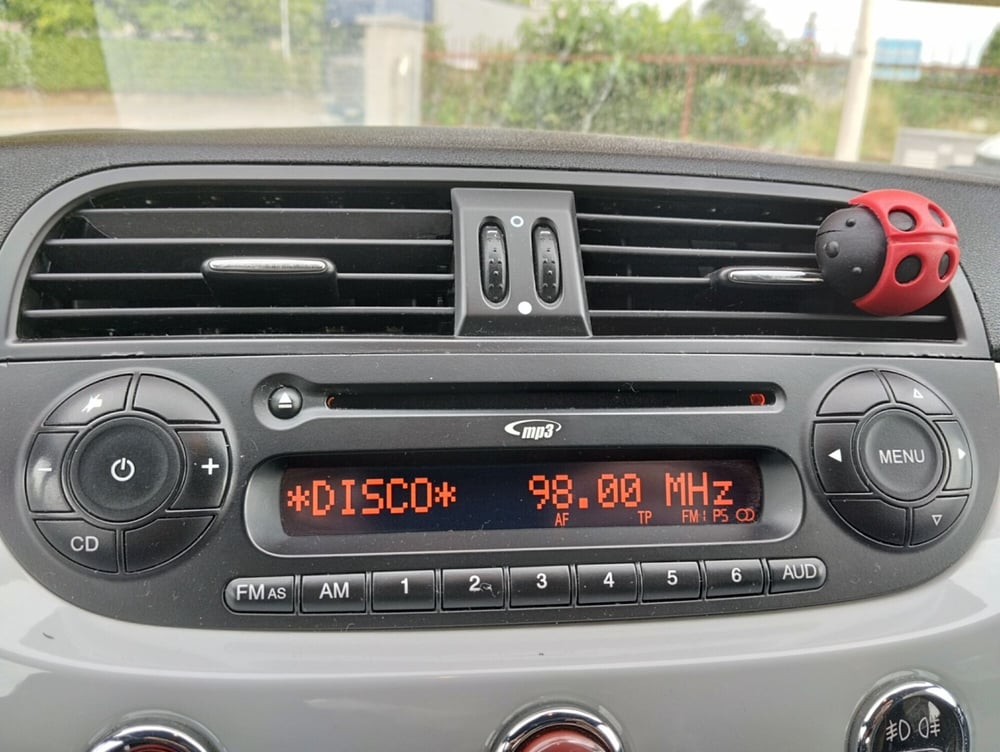 mp3
*DISCO* 98.00 MHz
AF TP FM1 PS
- +
CD
MENU
FM AS AM 1 2 3 4 5 6 AUD